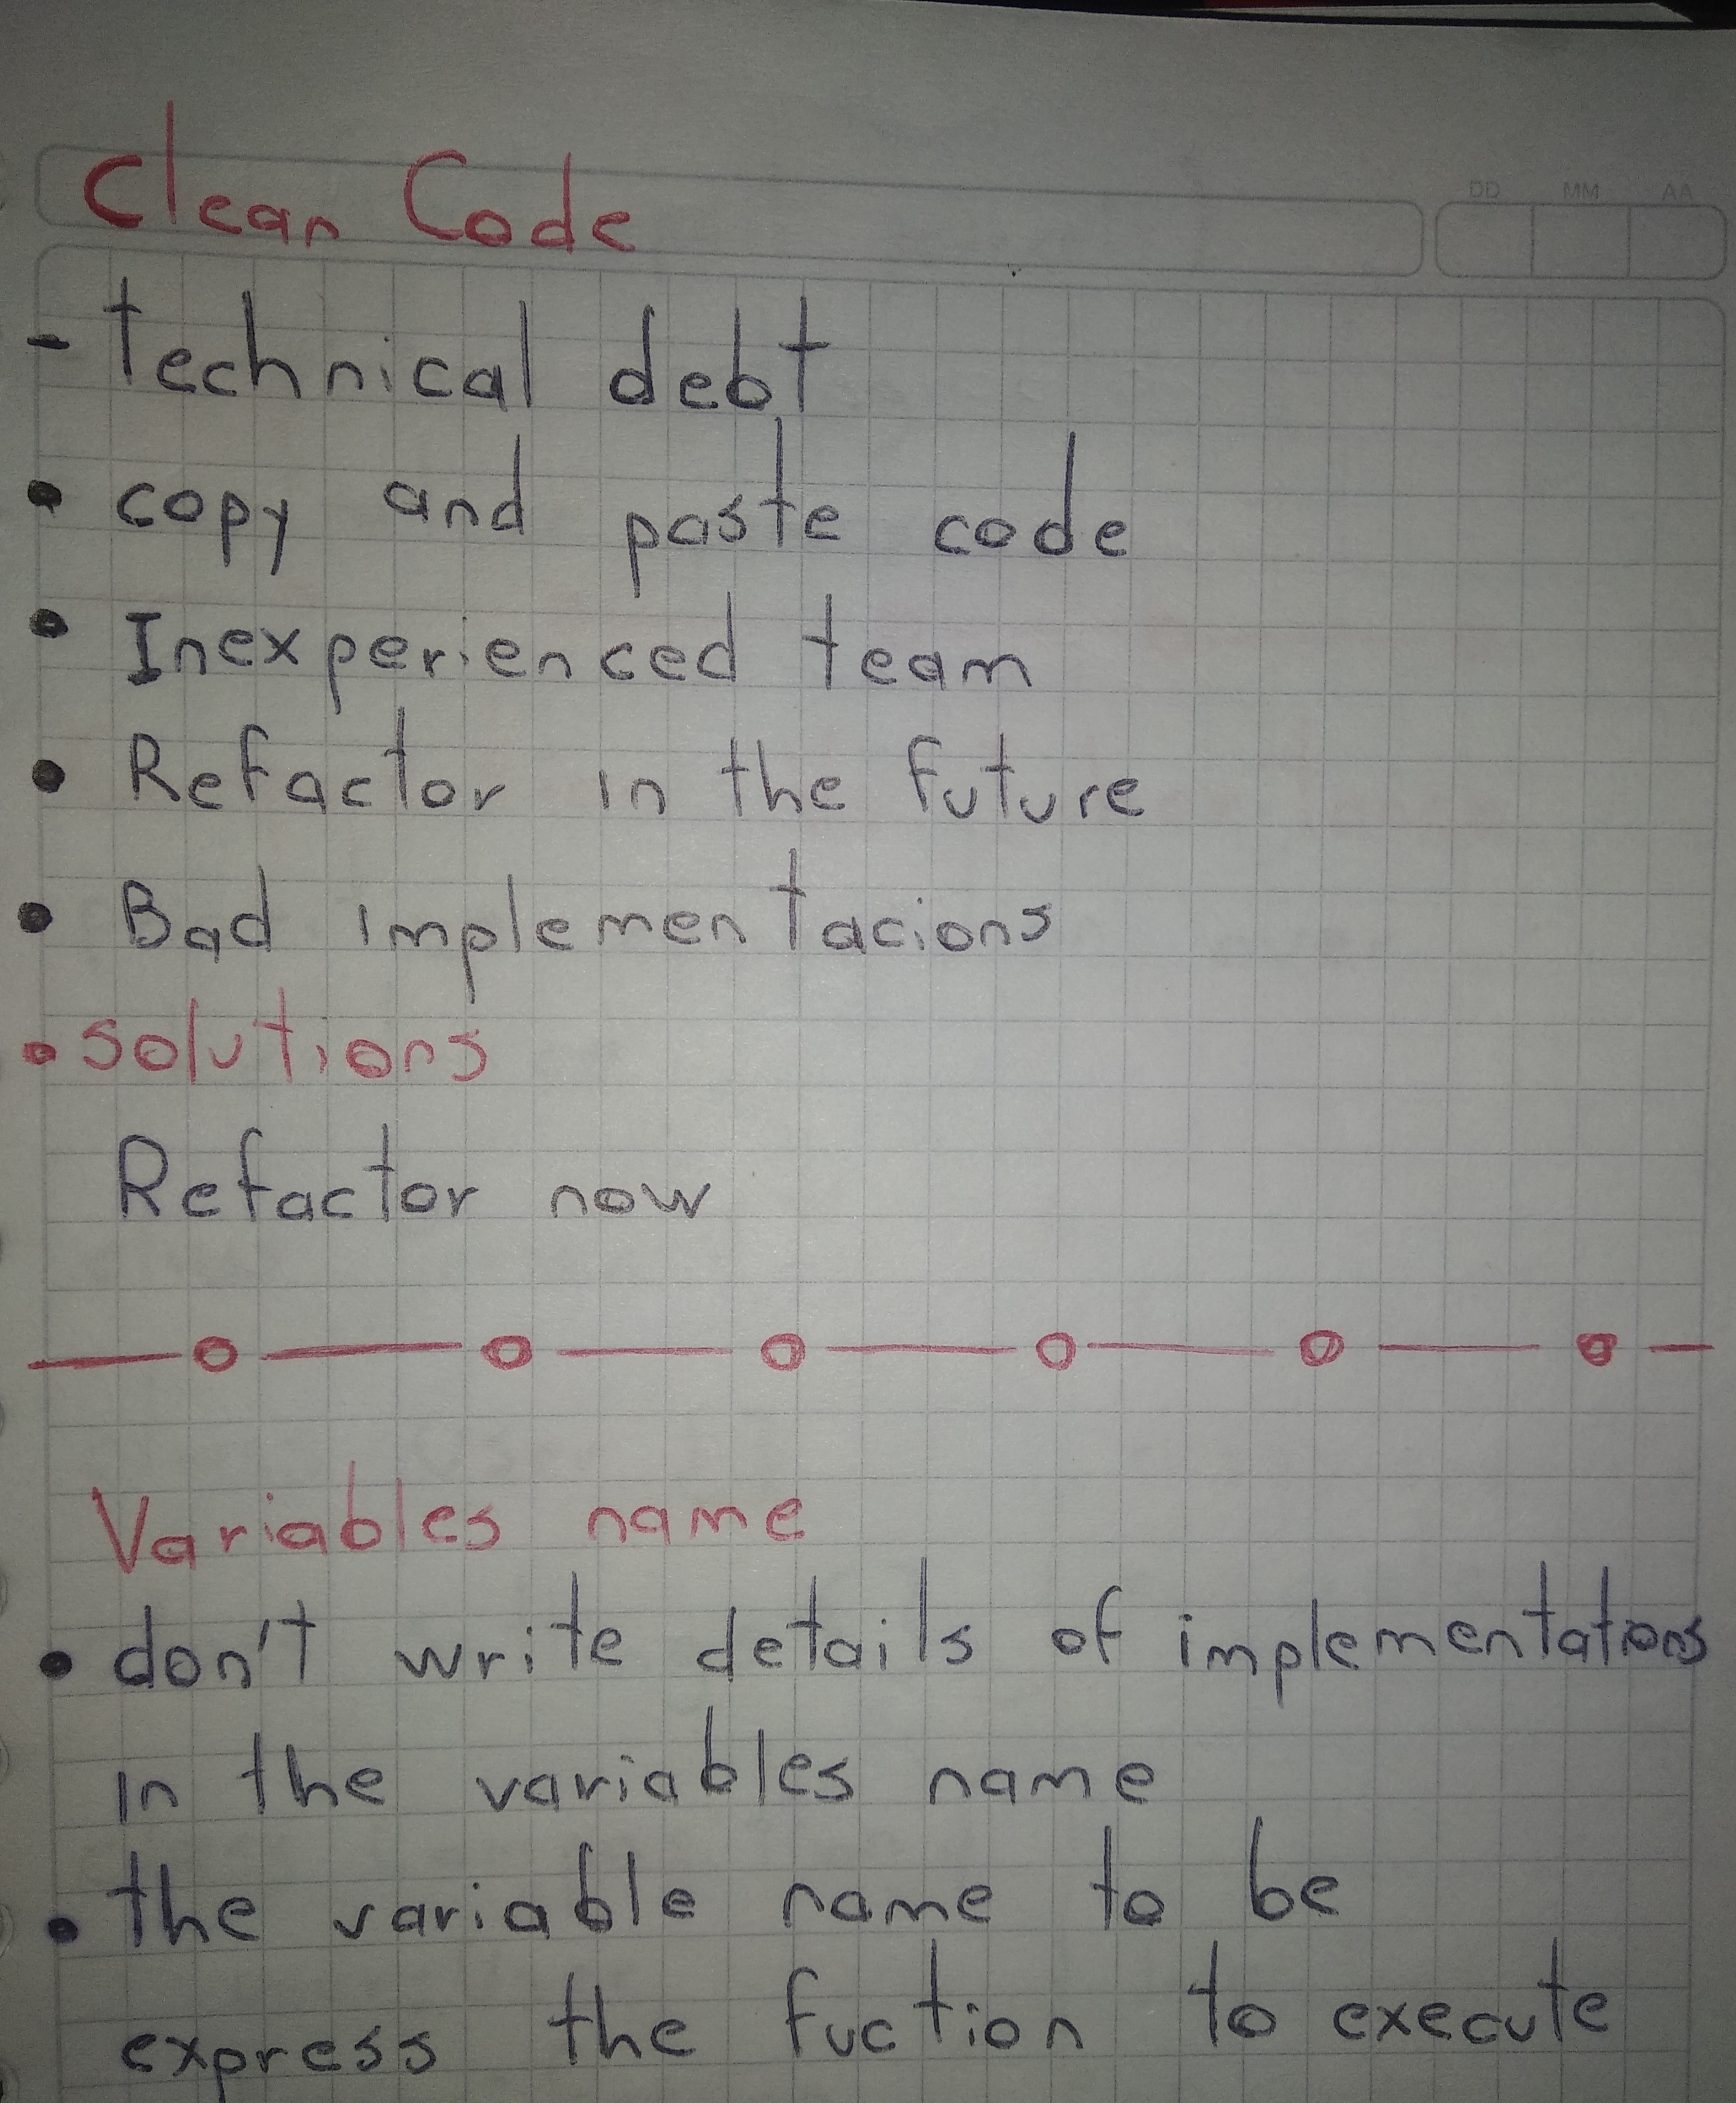 Clean Code
DD MM AA
- Technical debt
• copy and paste code
• Inexperienced team
• Refactor in the future
• Bad implementacions
• solutions
Refactor now
Variables name
• don't write details of implementations
in the variables name
• the variable name to be
express the fuction to execute